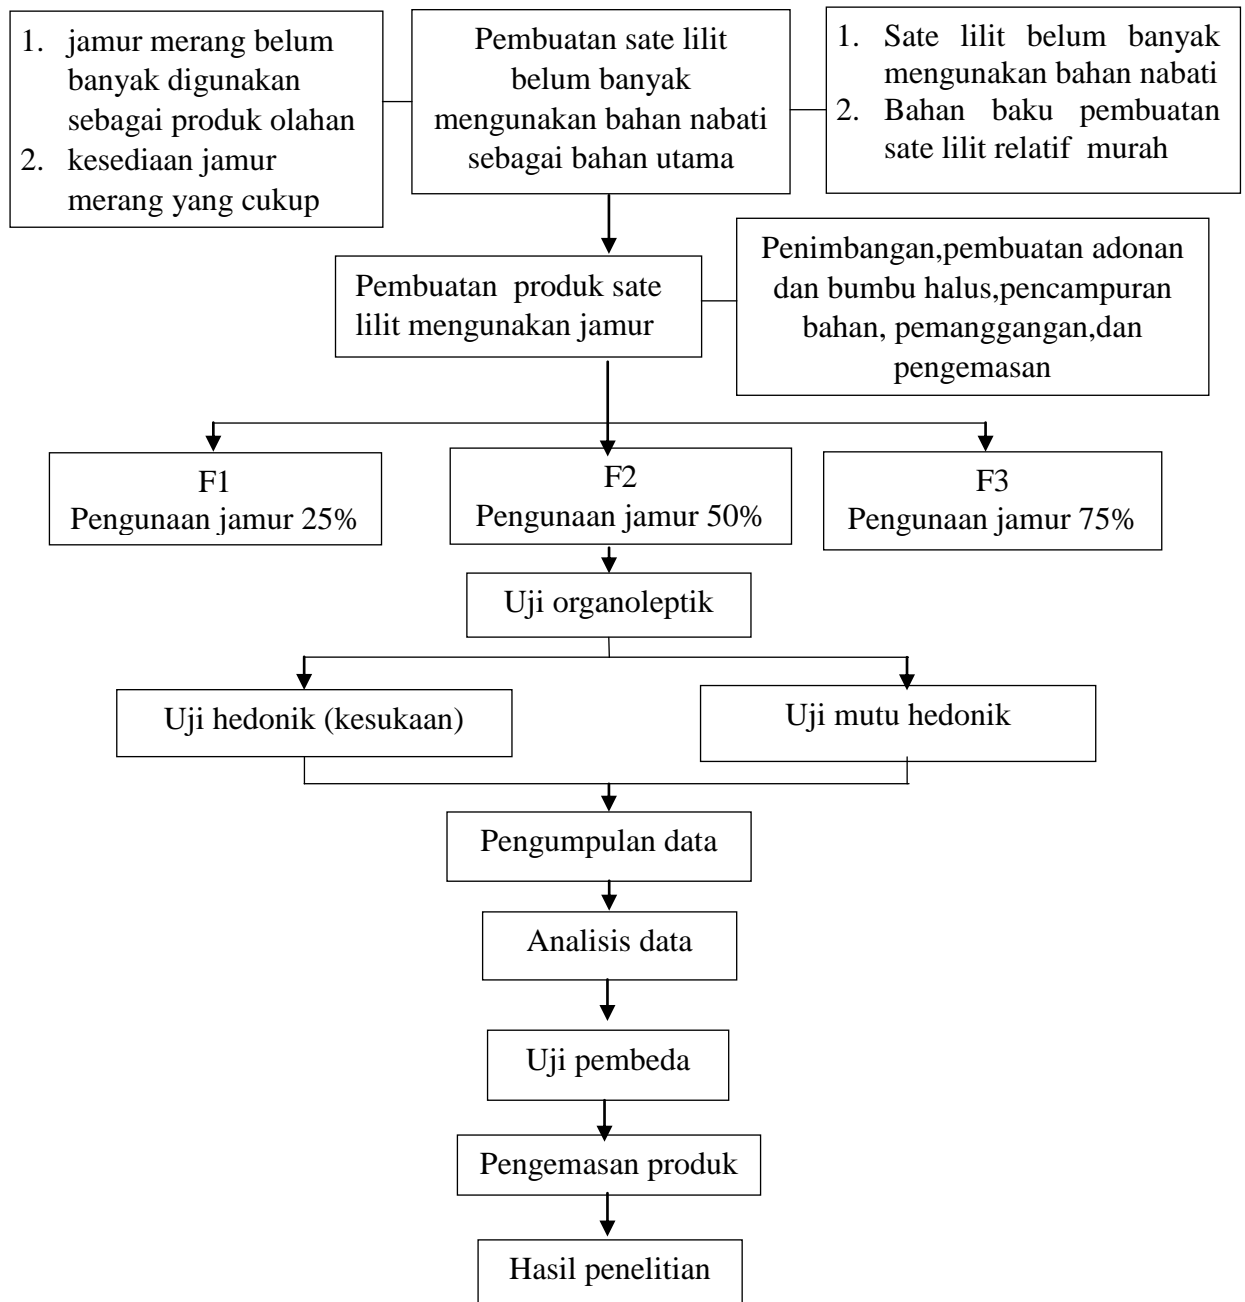 1. jamur merang belum
banyak digunakan
sebagai produk olahan
2. kesediaan jamur
merang yang cukup
Pembuatan sate lilit
belum banyak
mengunakan bahan nabati
sebagai bahan utama
1. Sate lilit belum banyak
mengunakan bahan nabati
2. Bahan baku pembuatan
sate lilit relatif murah
Pembuatan produk sate
lilit mengunakan jamur
Penimbangan,pembuatan adonan
dan bumbu halus,pencampuran
bahan, pemanggangan,dan
pengemasan
F1
Pengunaan jamur 25%
F2
Pengunaan jamur 50%
F3
Pengunaan jamur 75%
Uji organoleptik
Uji hedonik (kesukaan)
Uji mutu hedonik
Pengumpulan data
Analisis data
Uji pembeda
Pengemasan produk
Hasil penelitian